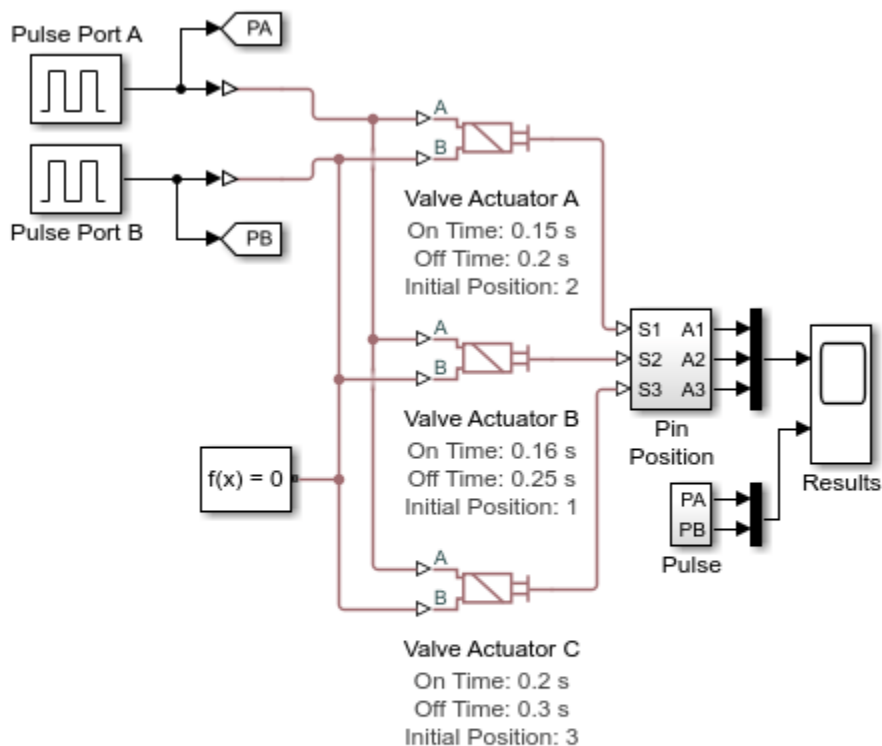 Pulse Port A
PA
Pulse Port B
PB
A
B
Valve Actuator A
On Time: 0.15 s
Off Time: 0.2 s
Initial Position: 2
A
B
Valve Actuator B
On Time: 0.16 s
Off Time: 0.25 s
Initial Position: 1
f(x) = 0
A
B
Valve Actuator C
On Time: 0.2 s
Off Time: 0.3 s
Initial Position: 3
S1 A1
S2 A2
S3 A3
Pin
Position
PA
PB
Pulse
Results